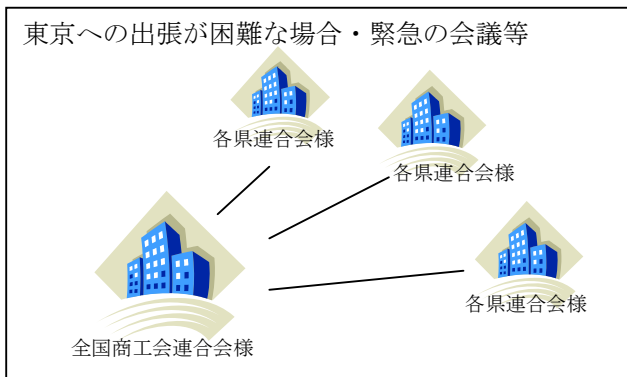 東京への出張が困難な場合・緊急の会議等
各県連合会様
各県連合会様
各県連合会様
全国商工会連合会様